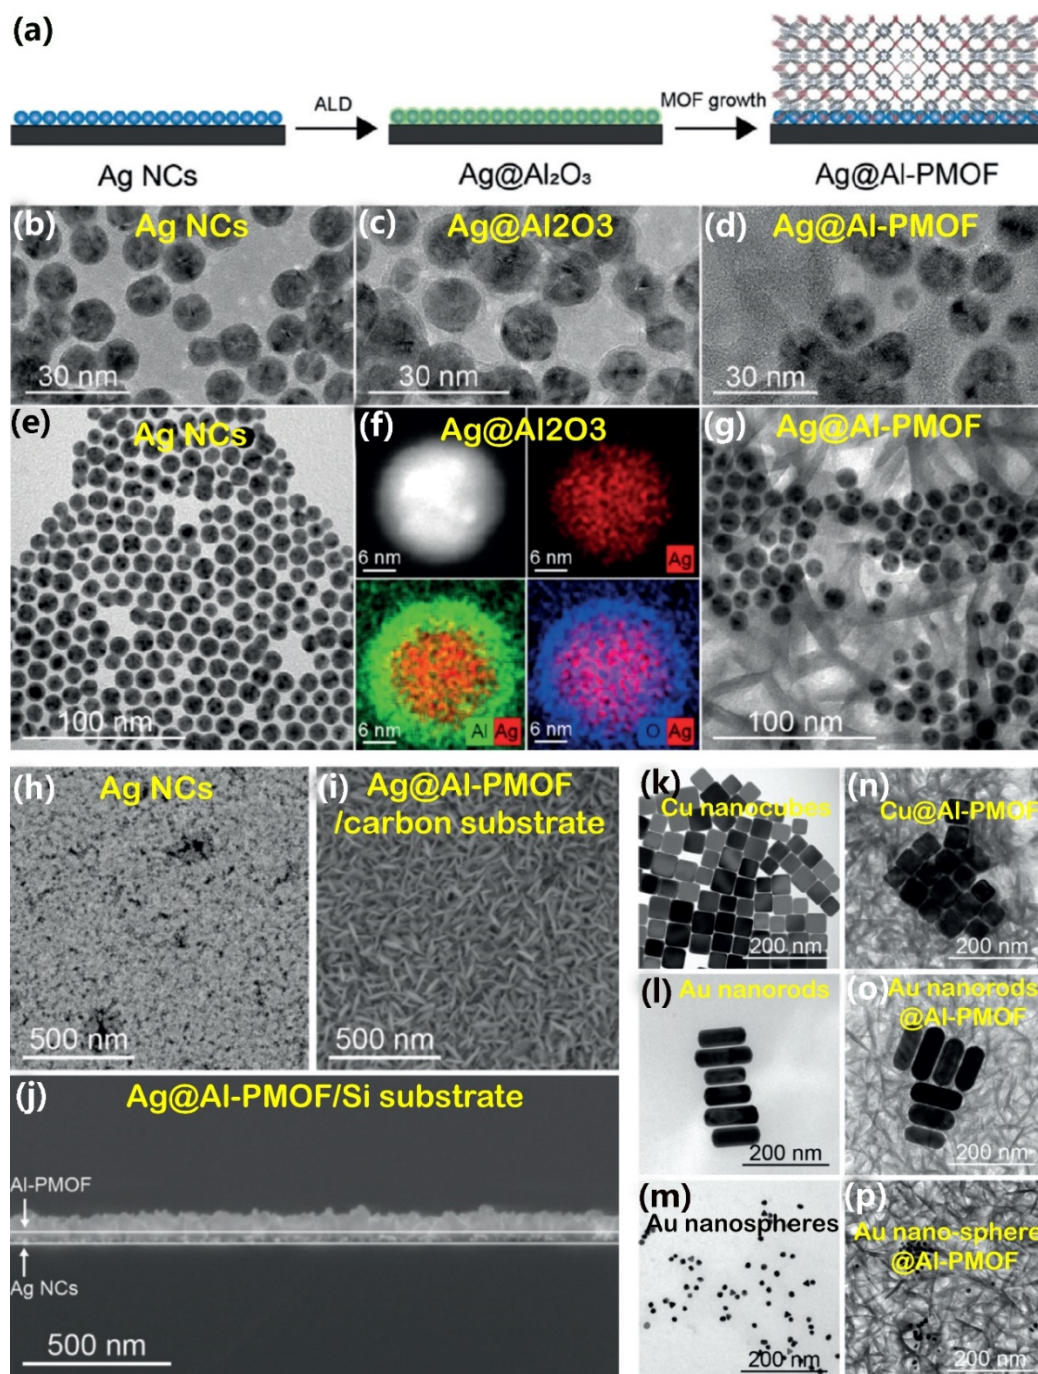 (a)
ALD
MOF growth
Ag NCs
Ag@Al₂O₃
Ag@Al-PMOF
(b)
Ag NCs
30 nm
(c)
Ag@Al2O3
30 nm
(d)
Ag@Al-PMOF
30 nm
(e)
Ag NCs
100 nm
(f)
Ag@Al2O3
6 nm
6 nm
Ag
6 nm
Al Ag
6 nm
O Ag
(g)
Ag@Al-PMOF
100 nm
(h)
Ag NCs
500 nm
(i)
Ag@Al-PMOF
/carbon substrate
500 nm
(j)
Ag@Al-PMOF/Si substrate
Al-PMOF
Ag NCs
500 nm
(k)
Cu nanocubes
200 nm
(n)
Cu@Al-PMOF
200 nm
(l)
Au nanorods
200 nm
(o)
Au nanorods
@Al-PMOF
200 nm
(m)
Au nanospheres
200 nm
(p)
Au nano-sphere
@Al-PMOF
200 nm